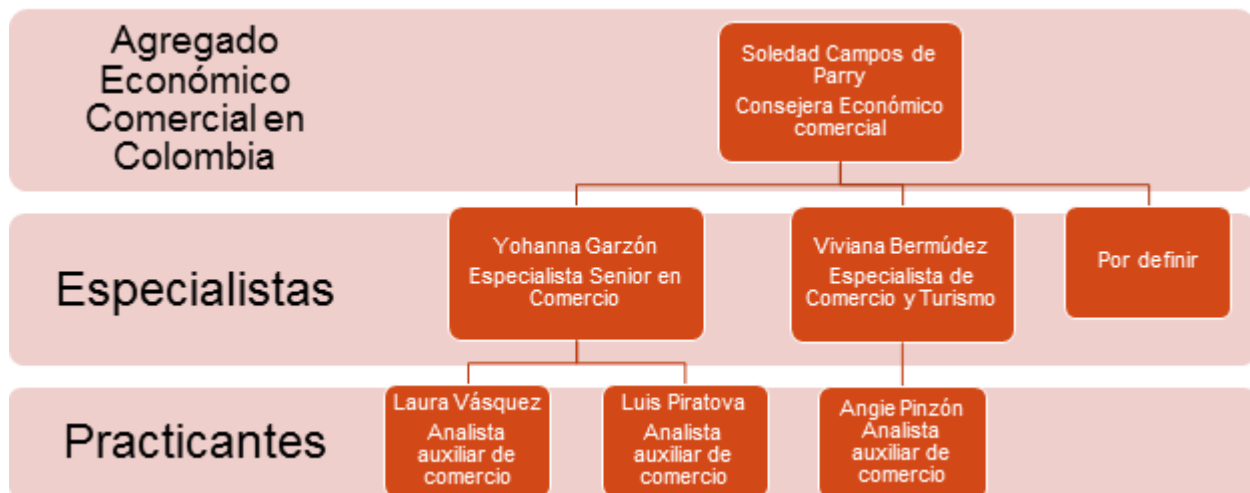 Agregado
Económico
Comercial en
Colombia
Soledad Campos de
Parry
Consejera Económico
comercial
Especialistas
Yohanna Garzón
Especialista Senior en
Comercio
Viviana Bermúdez
Especialista de
Comercio y Turismo
Por definir
Practicantes
Laura Vásquez
Analista
auxiliar de
comercio
Luis Piratova
Analista
auxiliar de
comercio
Angie Pinzón
Analista
auxiliar de
comercio